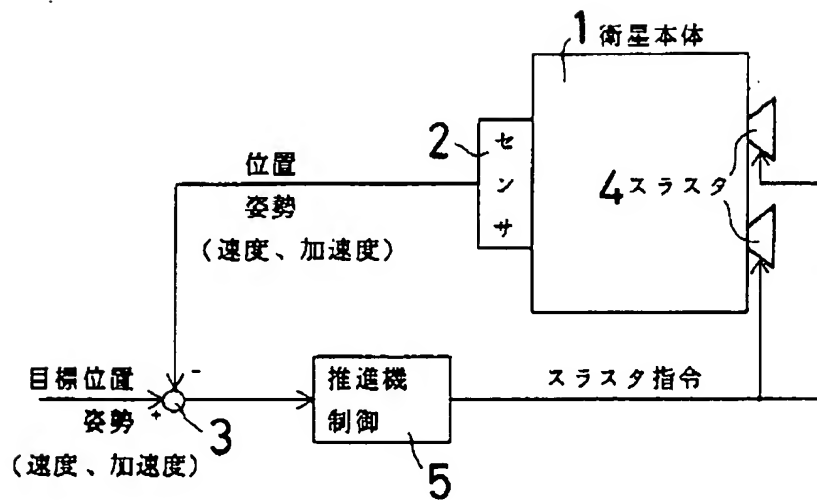 1 衛星本体
2
センサ
位置
姿勢
(速度、加速度)
4 スラスタ
目標位置
姿勢
(速度、加速度)
-
+
3
推進機
制御
5
スラスタ指令